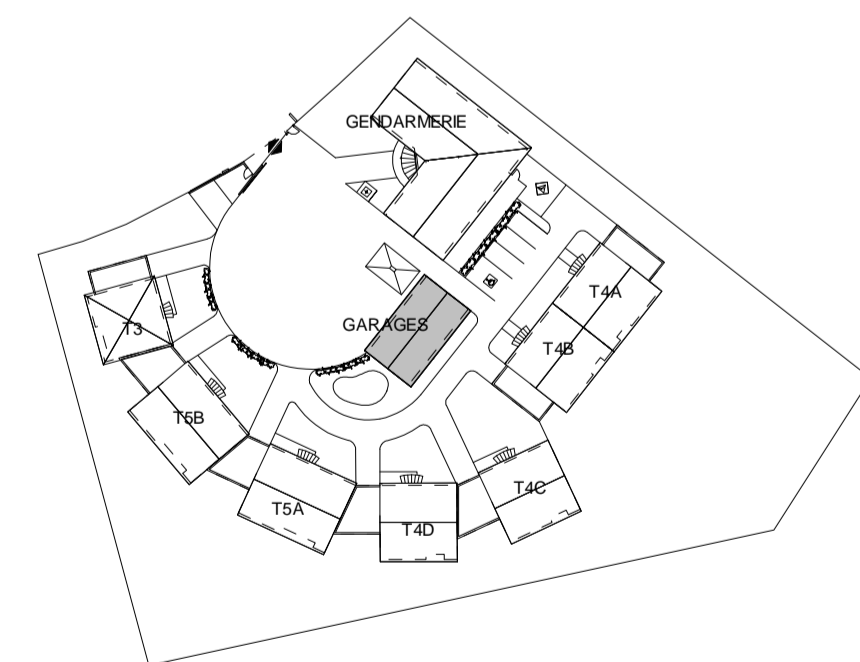 GENDARMERIE
T4A
GARAGES
T3
T4B
T5B
T4C
T5A
T4D